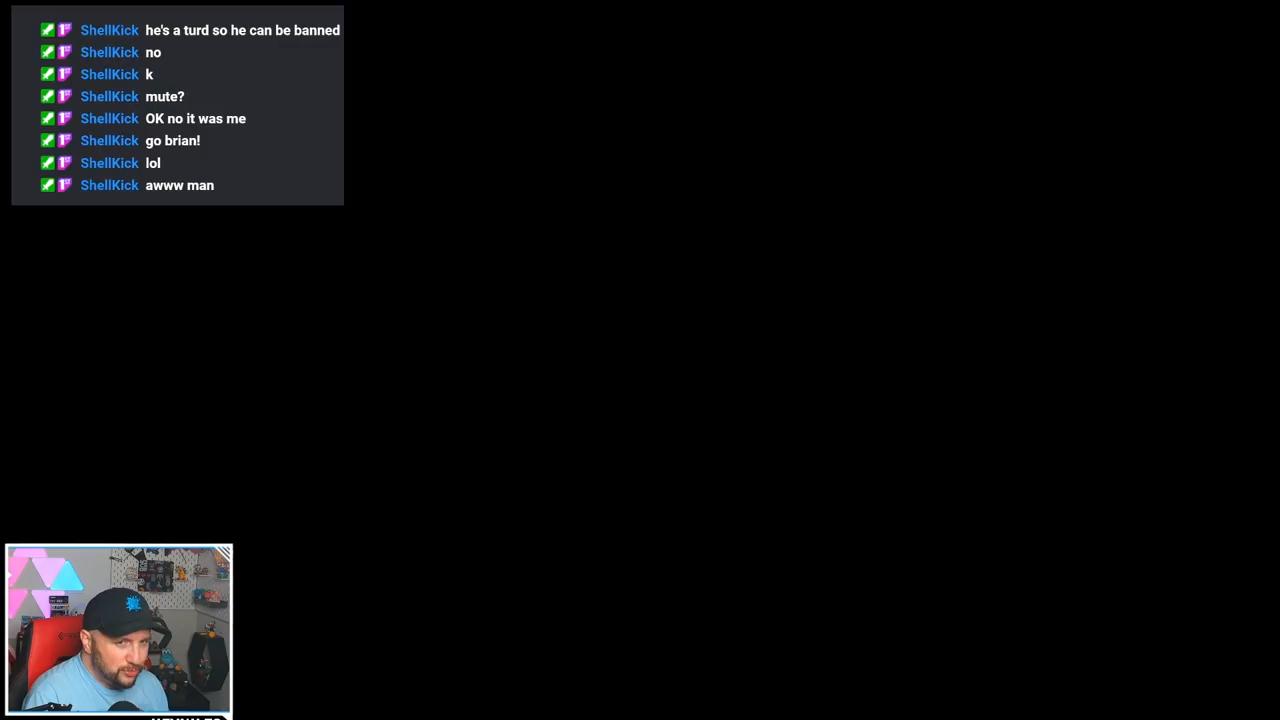 ShellKick he's a turd so he can be banned
ShellKick no
ShellKick k
ShellKick mute?
ShellKick OK no it was me
ShellKick go brian!
ShellKick lol
ShellKick awww man